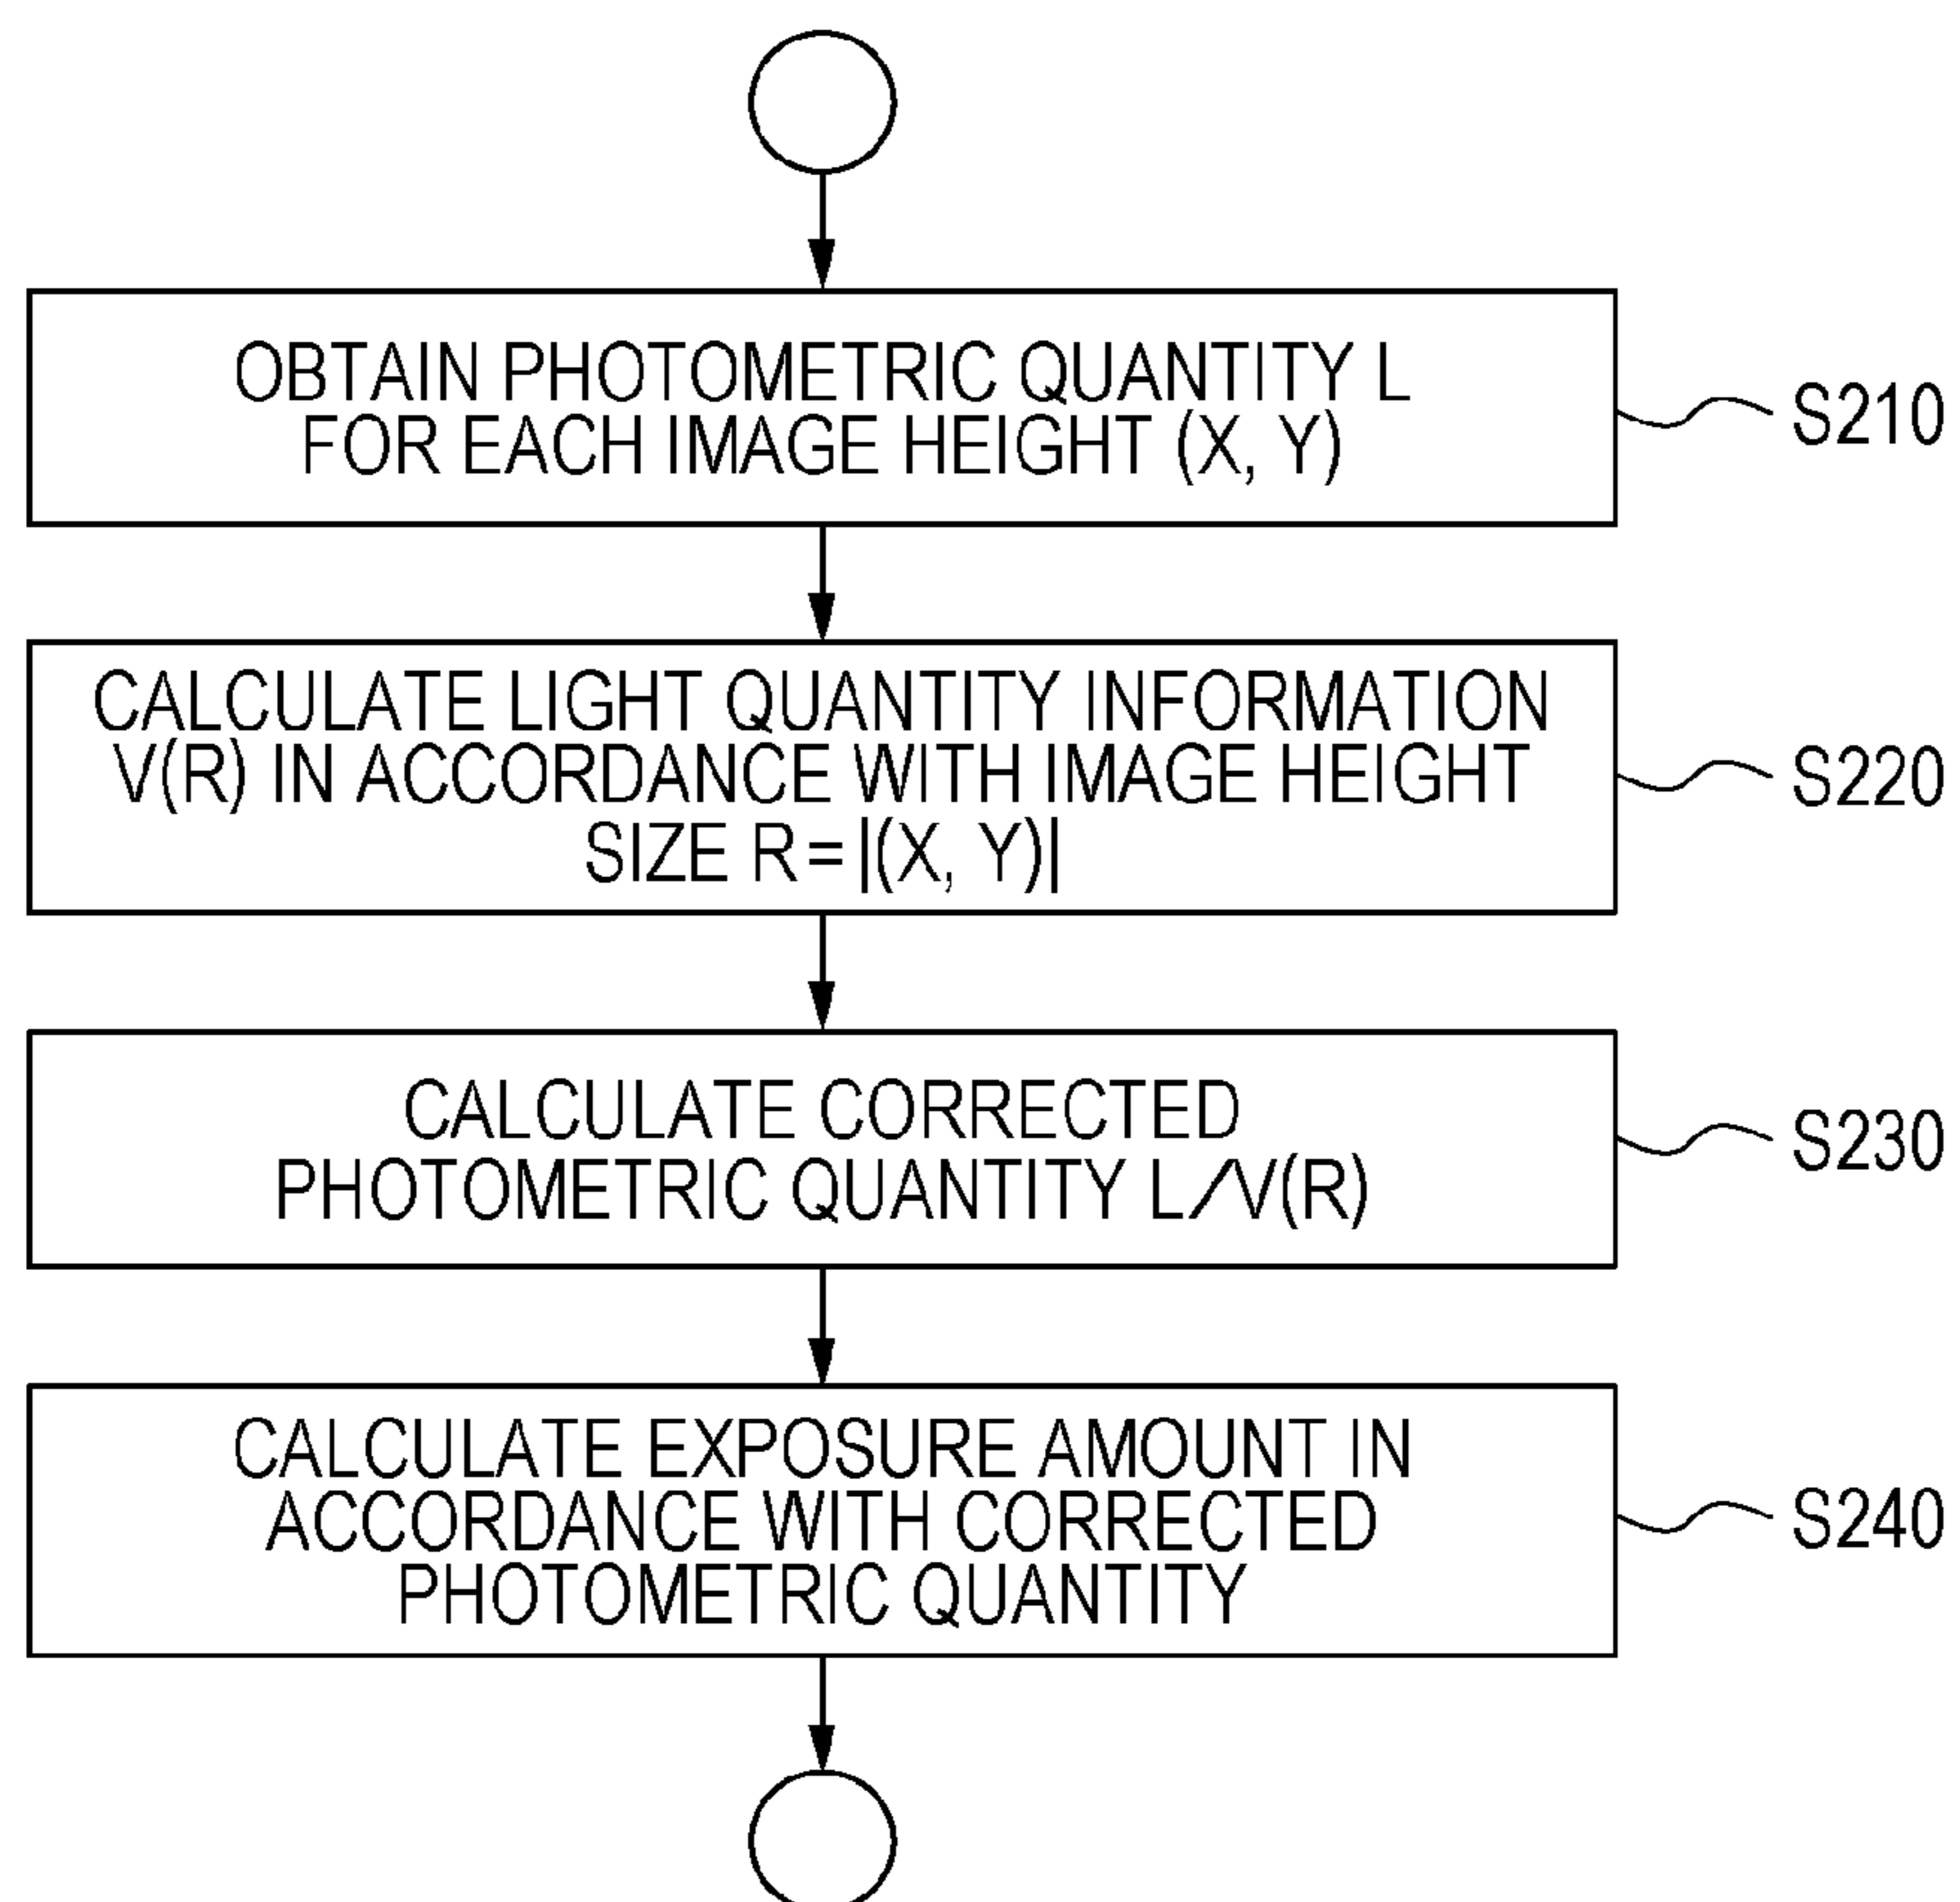 OBTAIN PHOTOMETRIC QUANTITY L
FOR EACH IMAGE HEIGHT (X, Y)
S210
CALCULATE LIGHT QUANTITY INFORMATION
V(R) IN ACCORDANCE WITH IMAGE HEIGHT
SIZE R=|(X, Y)|
S220
CALCULATE CORRECTED
PHOTOMETRIC QUANTITY L/V(R)
S230
CALCULATE EXPOSURE AMOUNT IN
ACCORDANCE WITH CORRECTED
PHOTOMETRIC QUANTITY
S240